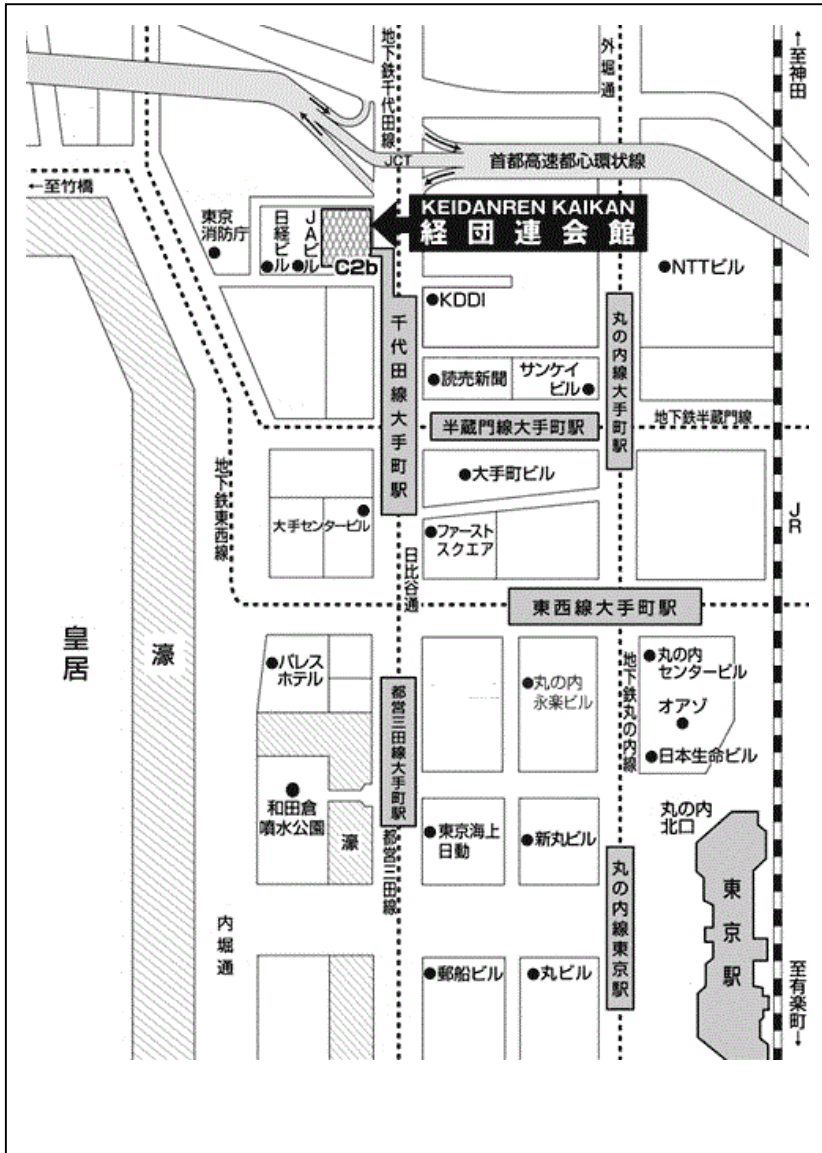 地下鉄千代田線
外堀通
↑至神田
JCT
首都高速都心環状線
←至竹橋
東京
消防庁
日経ビル
JAビル
C2b
KEIDANREN KAIKAN
経団連会館
NTTビル
KDDI
千代田線大手町駅
丸の内線大手町駅
読売新聞
サンケイ
ビル
半蔵門線大手町駅
地下鉄半蔵門線
地下鉄東西線
大手町ビル
JR
大手センタービル
ファースト
スクエア
日比谷通
東西線大手町駅
皇居
濠
パレス
ホテル
都営三田線大手町駅
丸の内
永楽ビル
地下鉄丸の内線
丸の内
センタービル
オアゾ
日本生命ビル
和田倉
噴水公園
濠
都営三田線
東京海上
日動
新丸ビル
丸の内
北口
丸の内線東京駅
東京駅
内堀通
郵船ビル
丸ビル
至有楽町→